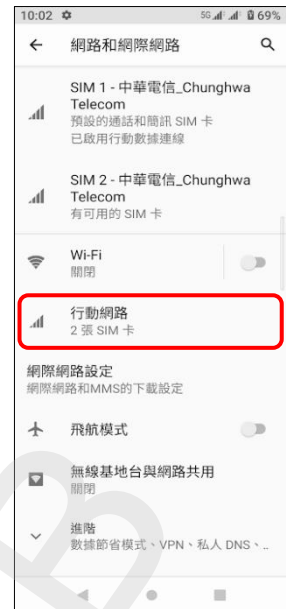 10:02 5G 69%
網路和網際網路
SIM 1 - 中華電信_Chunghwa
Telecom
預設的通話和簡訊 SIM 卡
已啟用行動數據連線
SIM 2 - 中華電信_Chunghwa
Telecom
有可用的 SIM 卡
Wi-Fi
關閉
行動網路
2 張 SIM 卡
網際網路設定
網際網路和MMS的下載設定
飛航模式
無線基地台與網路共用
關閉
進階
數據節省模式、VPN、私人 DNS、..